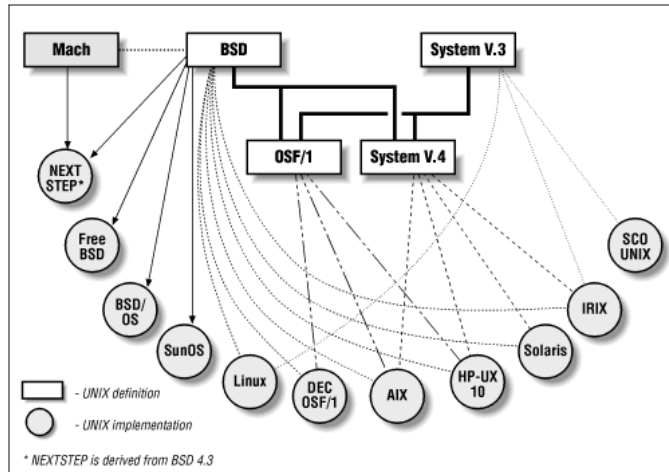 Mach
BSD
System V.3
OSF/1
System V.4
NEXT
STEP*
Free
BSD
SCO
UNIX
BSD/
OS
IRIX
SunOS
Solaris
Linux
DEC
OSF/1
AIX
HP-UX
10
- UNIX definition
- UNIX implementation
* NEXTSTEP is derived from BSD 4.3